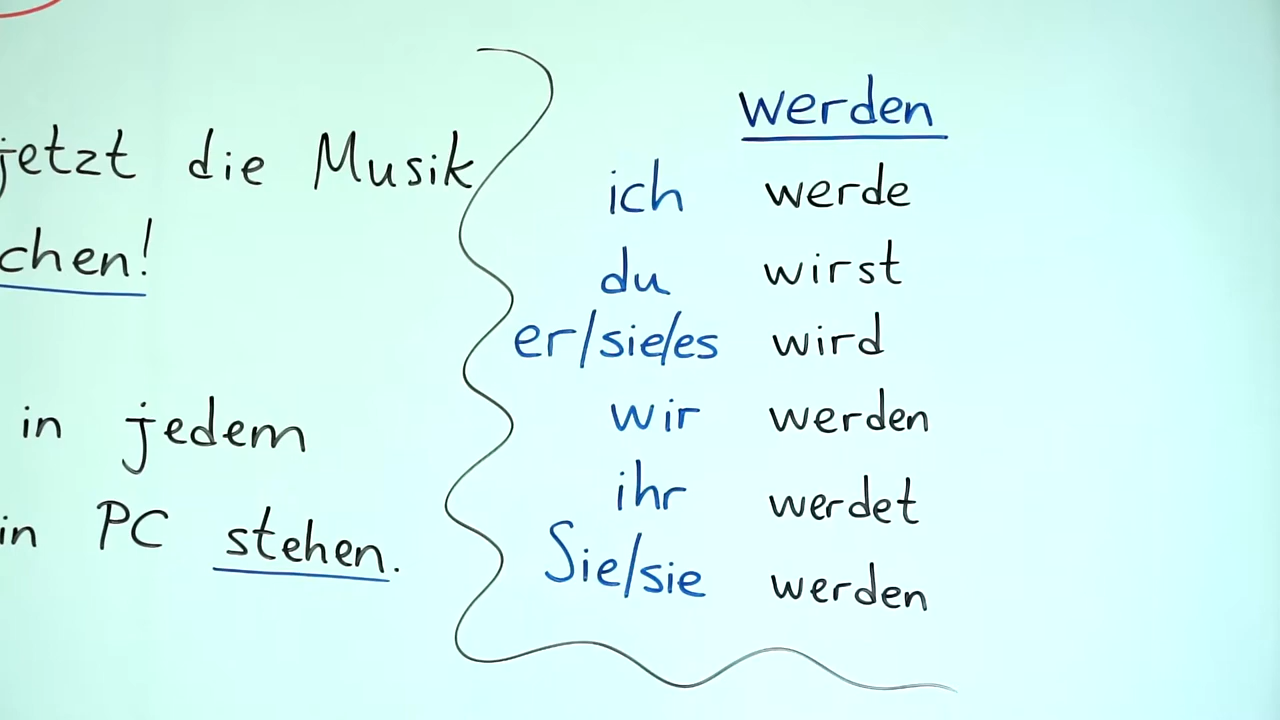 jetzt die Musik
chen!
in jedem
in PC stehen.
werden
ich werde
du wirst
er/sie/es wird
wir werden
ihr werdet
Sie/sie werden